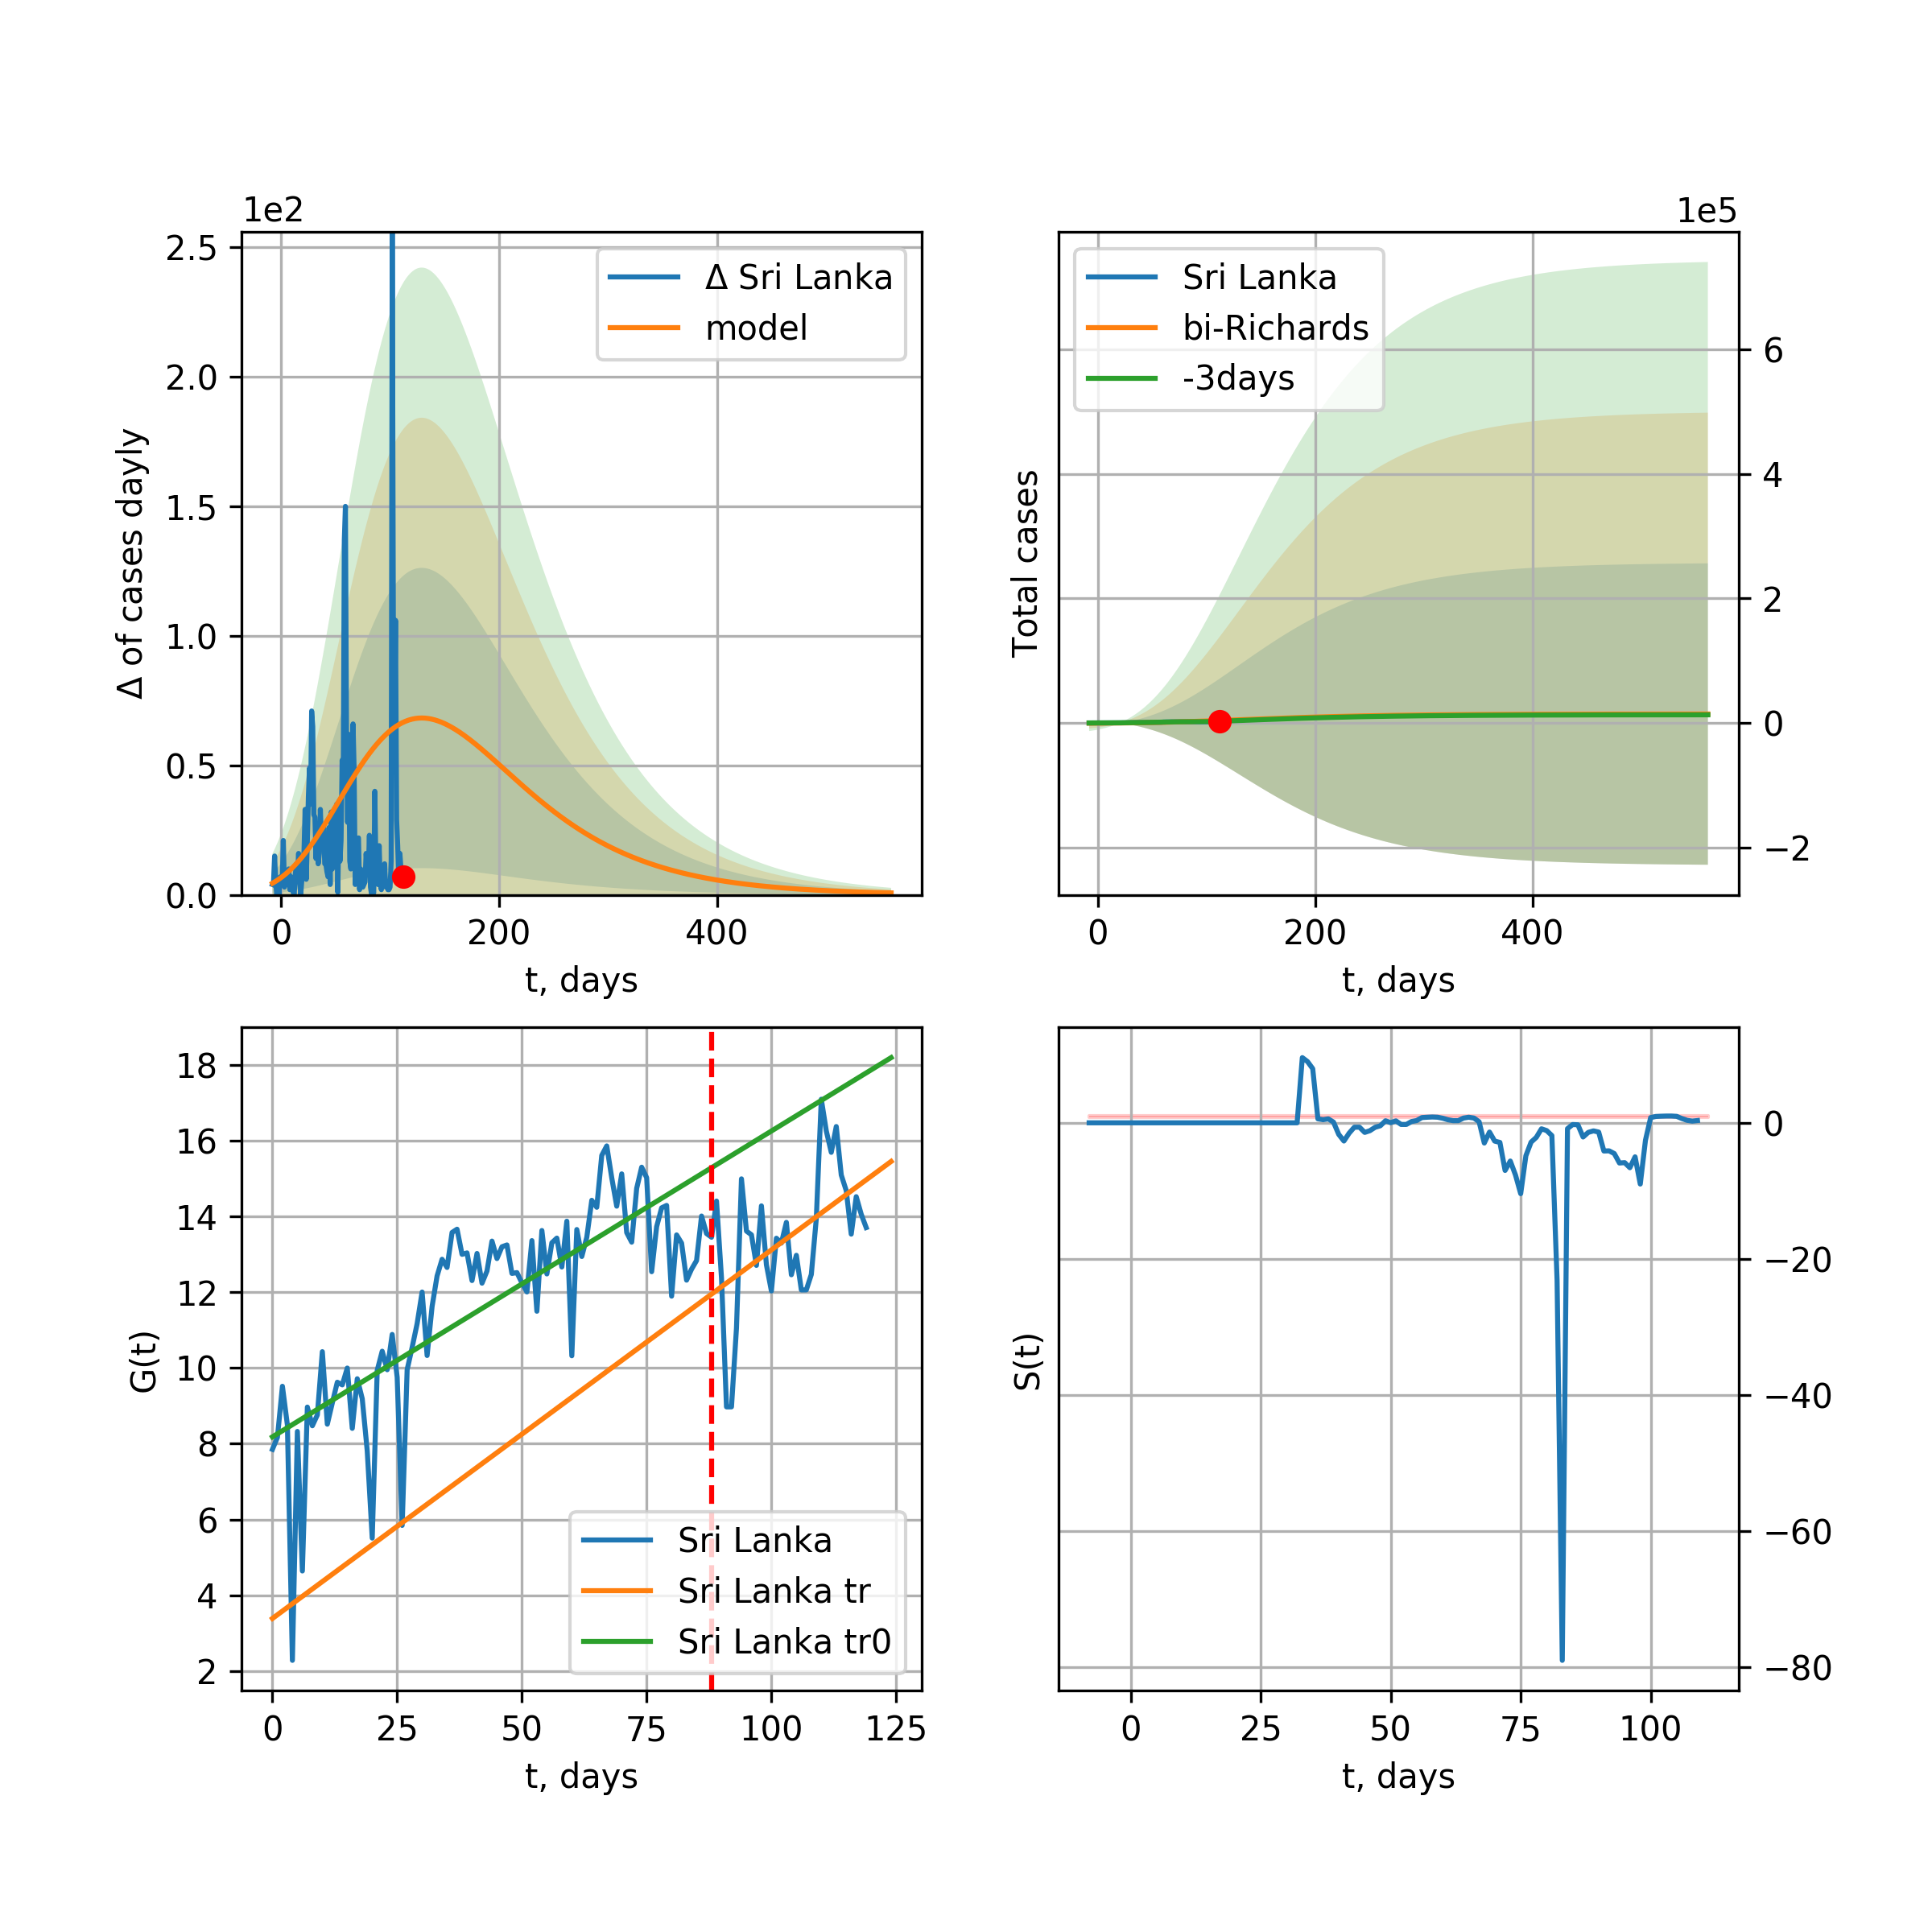 1e2
Δ of cases dayly
2.5
2.0
1.5
1.0
0.5
0.0
Δ Sri Lanka
model
0 200 400
t, days
1e5
Total cases
Sri Lanka
bi-Richards
-3days
6
4
2
0
−2
0 200 400
t, days
G(t)
18
16
14
12
10
8
6
4
2
Sri Lanka
Sri Lanka tr
Sri Lanka tr0
0 25 50 75 100 125
t, days
S(t)
0
−20
−40
−60
−80
0 25 50 75 100
t, days